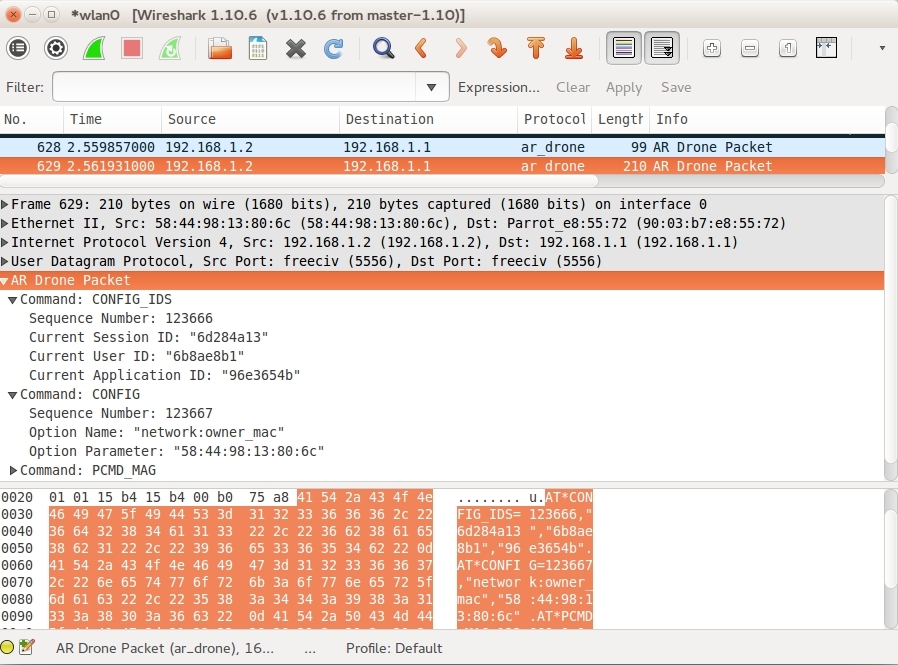 *wlan0 [Wireshark 1.10.6 (v1.10.6 from master-1.10)]
Filter: Expression... Clear Apply Save
No. Time Source Destination Protocol Length Info
628 2.559857000 192.168.1.2 192.168.1.1 ar_drone 99 AR Drone Packet
629 2.561931000 192.168.1.2 192.168.1.1 ar_drone 210 AR Drone Packet
Frame 629: 210 bytes on wire (1680 bits), 210 bytes captured (1680 bits) on interface 0
Ethernet II, Src: 58:44:98:13:80:6c (58:44:98:13:80:6c), Dst: Parrot_e8:55:72 (90:03:b7:e8:55:72)
Internet Protocol Version 4, Src: 192.168.1.2 (192.168.1.2), Dst: 192.168.1.1 (192.168.1.1)
User Datagram Protocol, Src Port: freeciv (5556), Dst Port: freeciv (5556)
AR Drone Packet
Command: CONFIG_IDS
Sequence Number: 123666
Current Session ID: "6d284a13"
Current User ID: "6b8ae8b1"
Current Application ID: "96e3654b"
Command: CONFIG
Sequence Number: 123667
Option Name: "network:owner_mac"
Option Parameter: "58:44:98:13:80:6c"
Command: PCMD_MAG
0020 01 01 15 b4 15 b4 00 b0 75 a8 41 54 2a 43 4f 4e ........ u.AT*CON
0030 46 49 47 5f 49 44 53 3d 31 32 33 36 36 36 2c 22 FIG_IDS= 123666,"
0040 36 64 32 38 34 61 31 33 22 2c 22 36 62 38 61 65 6d284a13 ","6b8ae
0050 38 62 31 22 2c 22 39 36 65 33 36 35 34 62 22 0d 8b1","96 e3654b".
0060 41 54 2a 43 4f 4e 46 49 47 3d 31 32 33 36 36 37 AT*CONFI G=123667
0070 2c 22 6e 65 74 77 6f 72 6b 3a 6f 77 6e 65 72 5f ,"networ k:owner_
0080 6d 61 63 22 2c 22 35 38 3a 34 34 3a 39 38 3a 31 mac","58 :44:98:1
0090 33 3a 38 30 3a 36 63 22 0d 41 54 2a 50 43 4d 44 3:80:6c" .AT*PCMD
AR Drone Packet (ar_drone), 16... ... Profile: Default